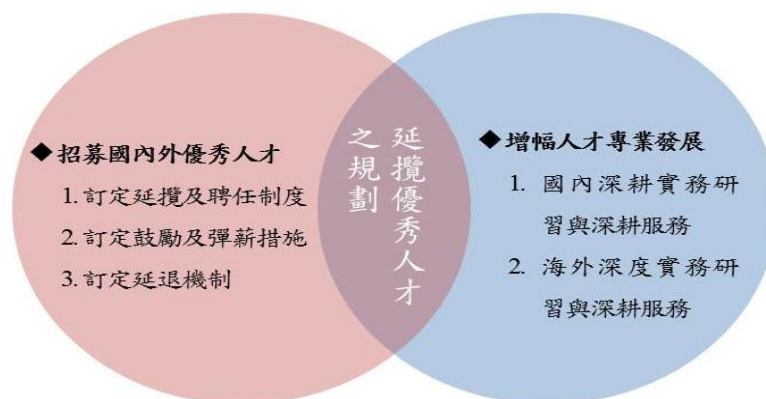 ◆招募國內外優秀人才
1. 訂定延攬及聘任制度
2. 訂定鼓勵及彈薪措施
3. 訂定延退機制
延攬優秀人才
之規劃
◆增幅人才專業發展
1. 國內深耕實務研
習與深耕服務
2. 海外深度實務研
習與深耕服務